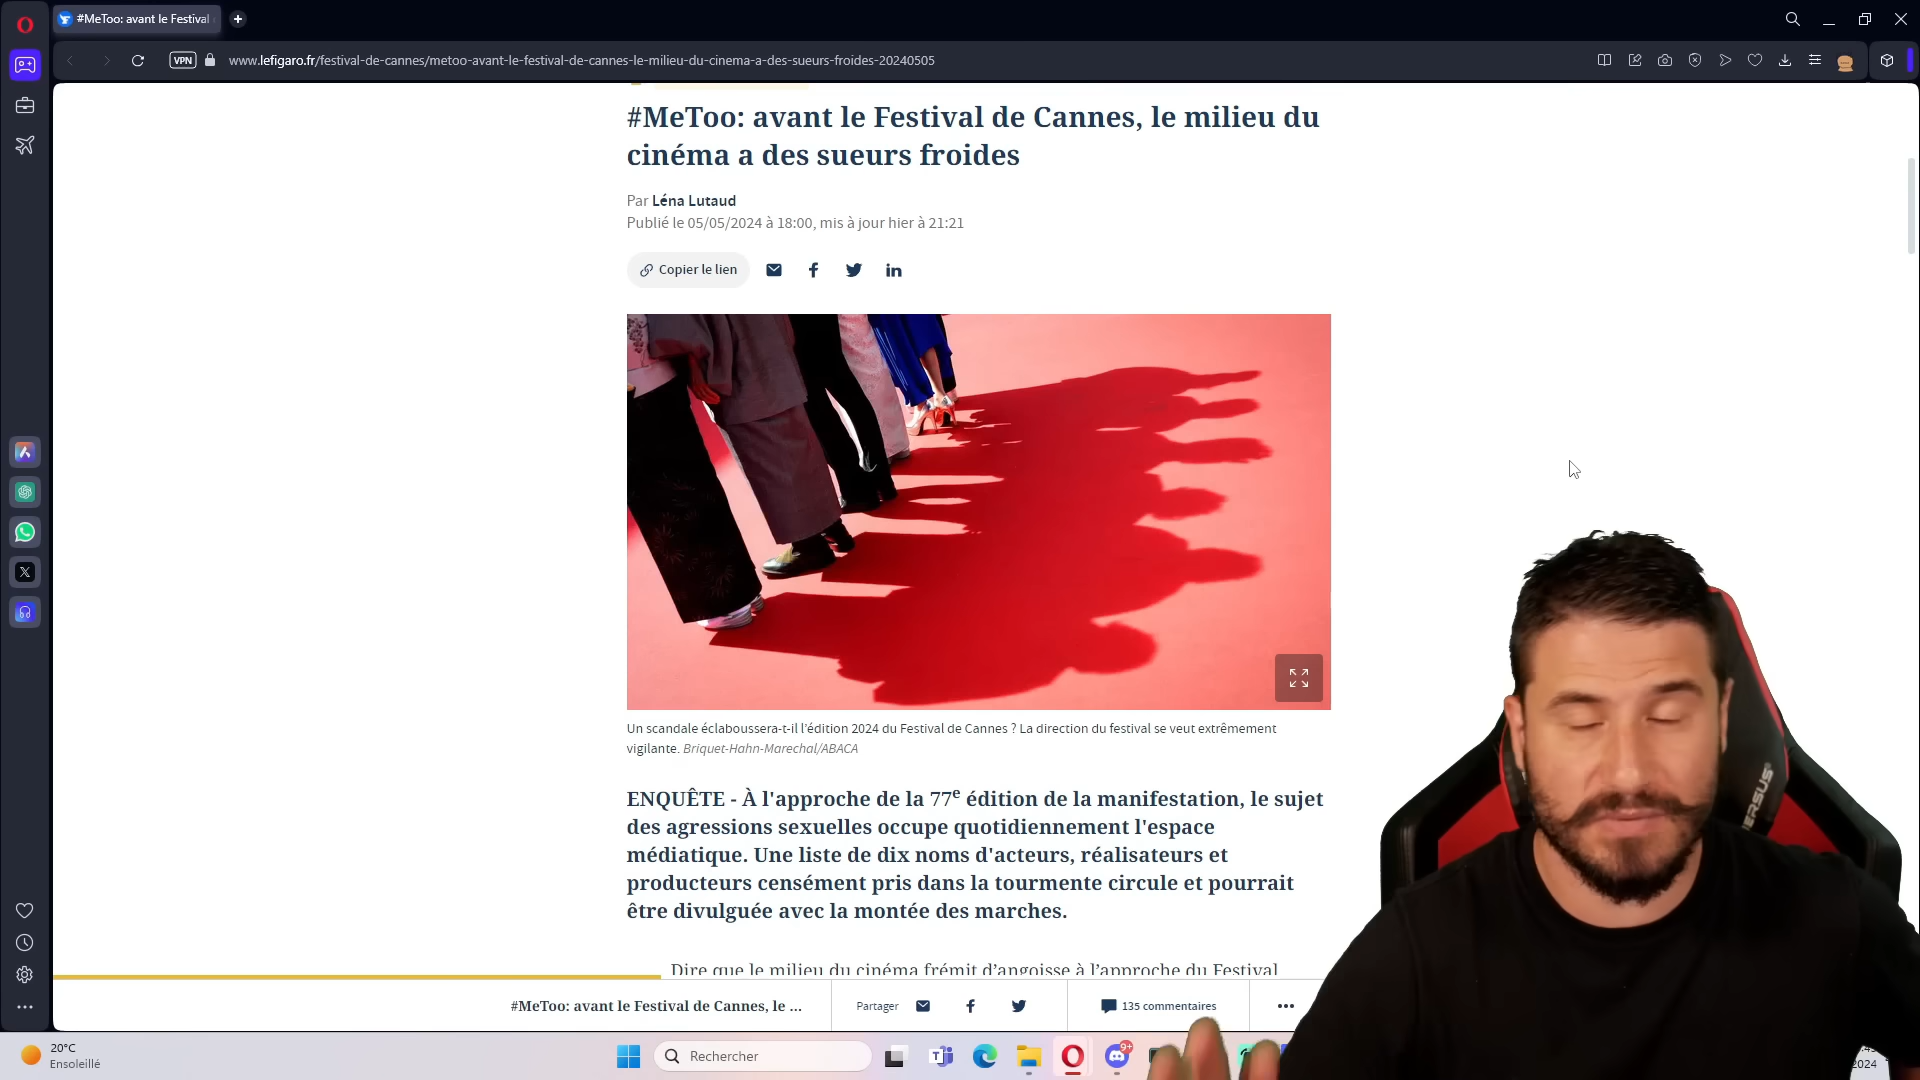 #MeToo: avant le Festival
VPN
www.lefigaro.fr/festival-de-cannes/metoo-avant-le-festival-de-cannes-le-milieu-du-cinema-a-des-sueurs-froides-20240505
#MeToo: avant le Festival de Cannes, le milieu du
cinéma a des sueurs froides
Par Léna Lutaud
Publié le 05/05/2024 à 18:00, mis à jour hier à 21:21
Copier le lien
Un scandale éclaboussera-t-il l'édition 2024 du Festival de Cannes ? La direction du festival se veut extrêmement
vigilante. Briquet-Hahn-Marechal/ABACA
ENQUÊTE - À l'approche de la 77e édition de la manifestation, le sujet
des agressions sexuelles occupe quotidiennement l'espace
médiatique. Une liste de dix noms d'acteurs, réalisateurs et
producteurs censément pris dans la tourmente circule et pourrait
être divulguée avec la montée des marches.
Dire que le milieu du cinéma frémit d'angoisse à l'approche du Festival
#MeToo: avant le Festival de Cannes, le ...
Partager
135 commentaires
20°C
Ensoleillé
Rechercher
9+
2024